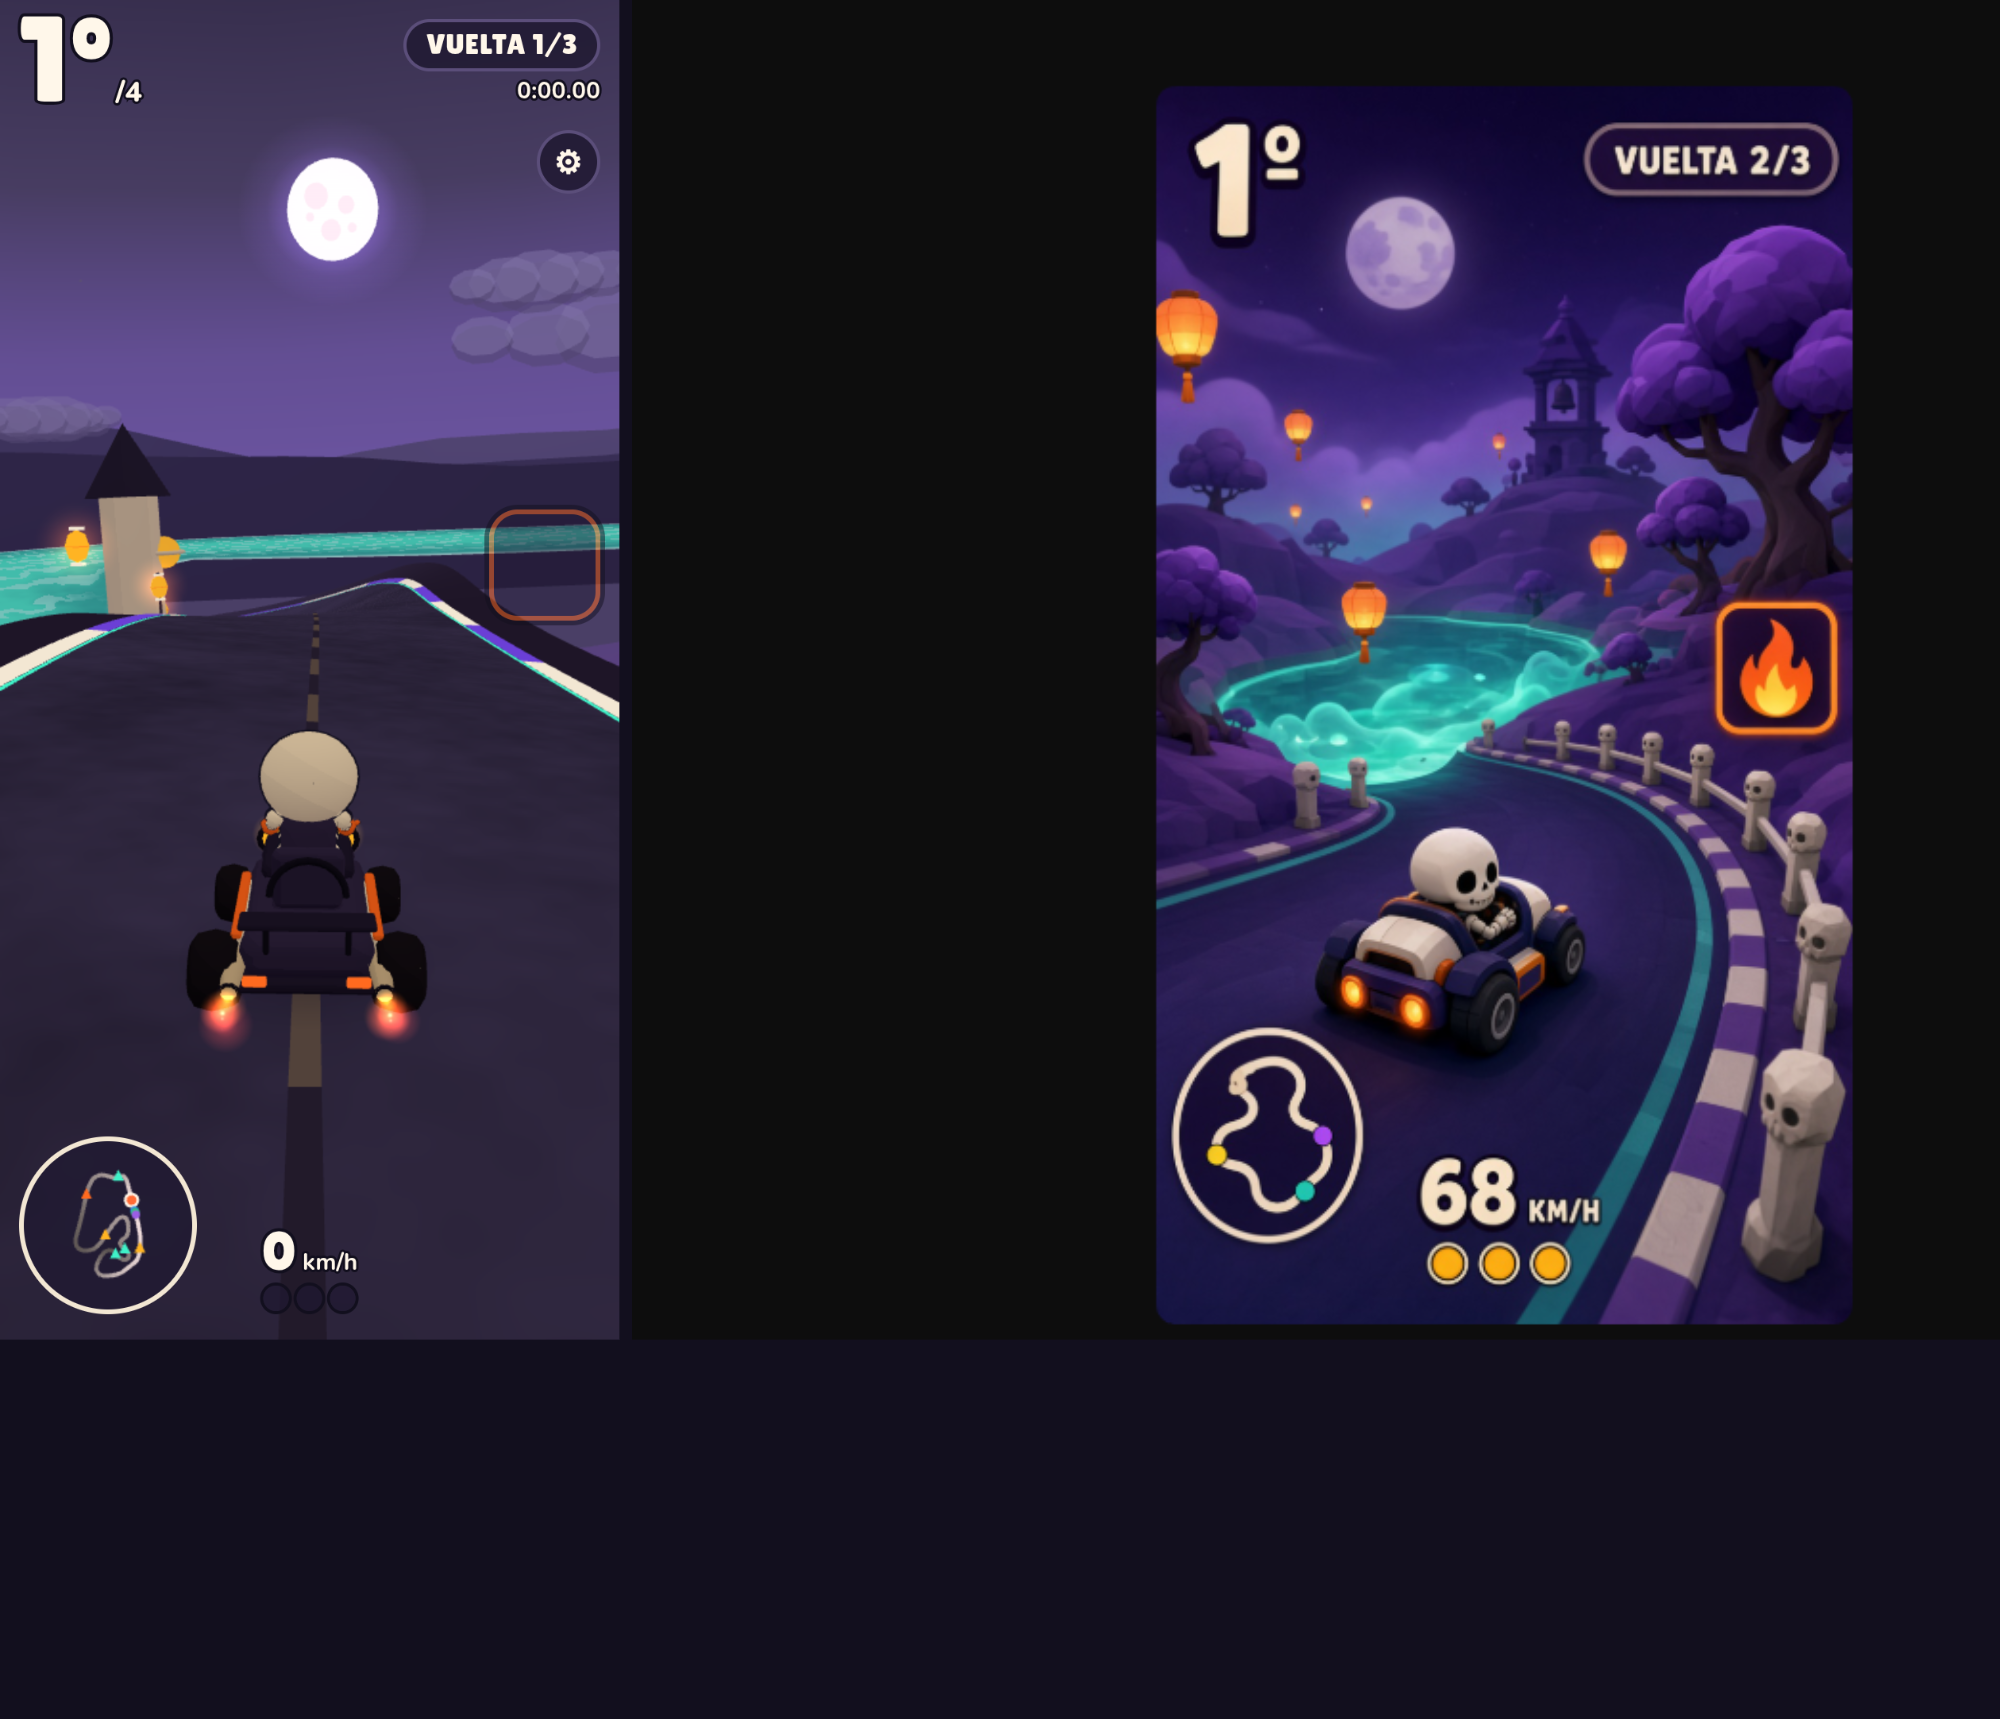 1º
/4
VUELTA 1/3
0:00.00
0 km/h
1º
VUELTA 2/3
68 KM/H